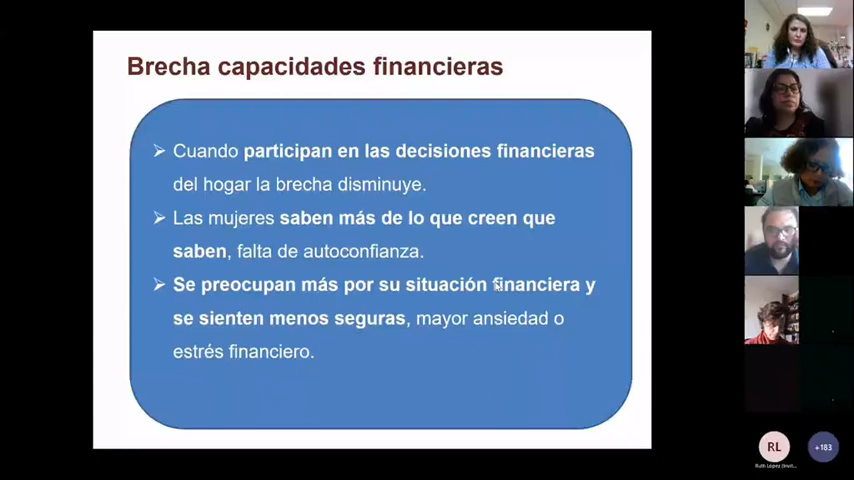 Brecha capacidades financieras
➢ Cuando participan en las decisiones financieras
del hogar la brecha disminuye.
➢ Las mujeres saben más de lo que creen que
saben, falta de autoconfianza.
➢ Se preocupan más por su situación financiera y
se sienten menos seguras, mayor ansiedad o
estrés financiero.
RL
+183
Ruth Lopez